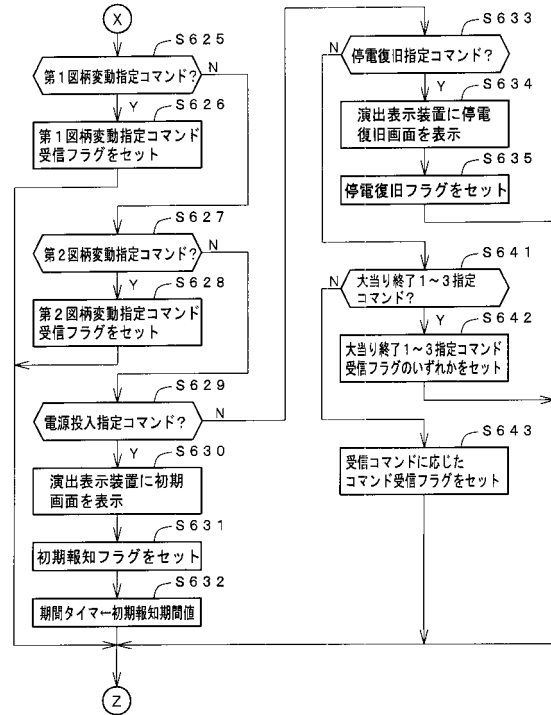 X
S625
第1図柄変動指定コマンド?
N
Y
S626
第1図柄変動指定コマンド
受信フラグをセット
S627
第2図柄変動指定コマンド?
N
Y
S628
第2図柄変動指定コマンド
受信フラグをセット
S629
電源投入指定コマンド?
N
Y
S630
演出表示装置に初期
画面を表示
S631
初期報知フラグをセット
S632
期間タイマ←初期報知期間値
Z
S633
N
停電復旧指定コマンド?
Y
S634
演出表示装置に停電
復旧画面を表示
S635
停電復旧フラグをセット
S641
N
大当り終了1~3指定
コマンド?
Y
S642
大当り終了1~3指定コマンド
受信フラグのいずれかをセット
S643
受信コマンドに応じた
コマンド受信フラグをセット